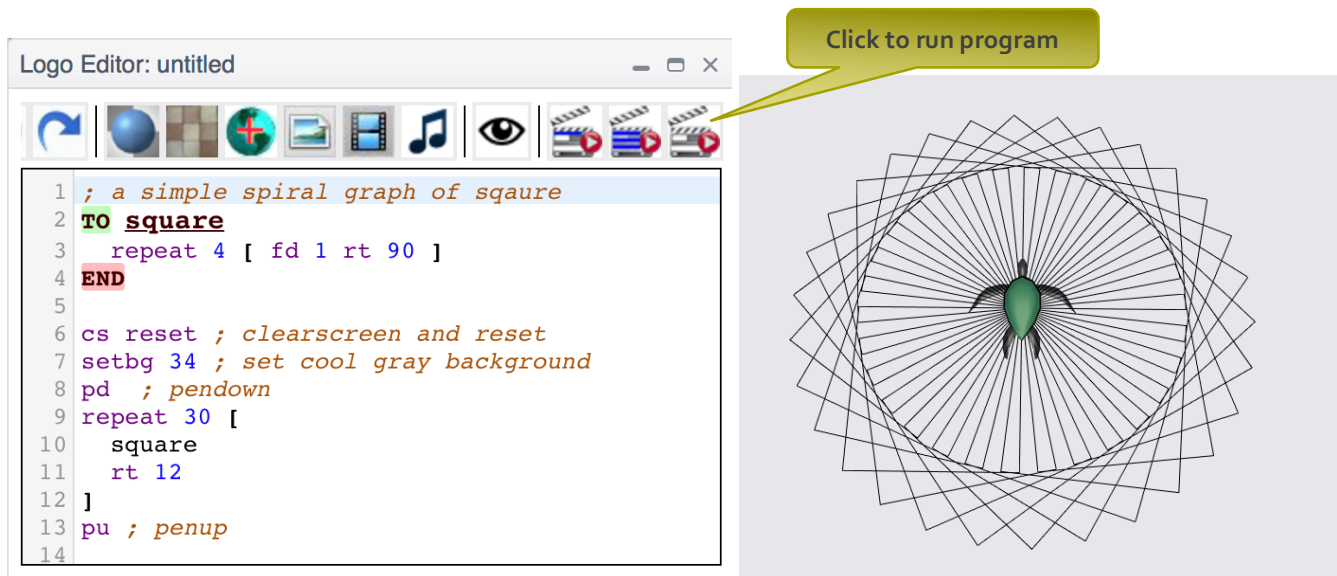 Click to run program
Logo Editor: untitled
1 ; a simple spiral graph of sqaure
2 TO square
3 repeat 4 [ fd 1 rt 90 ]
4 END
5
6 cs reset ; clearscreen and reset
7 setbg 34 ; set cool gray background
8 pd ; pendown
9 repeat 30 [
10 square
11 rt 12
12 ]
13 pu ; penup
14